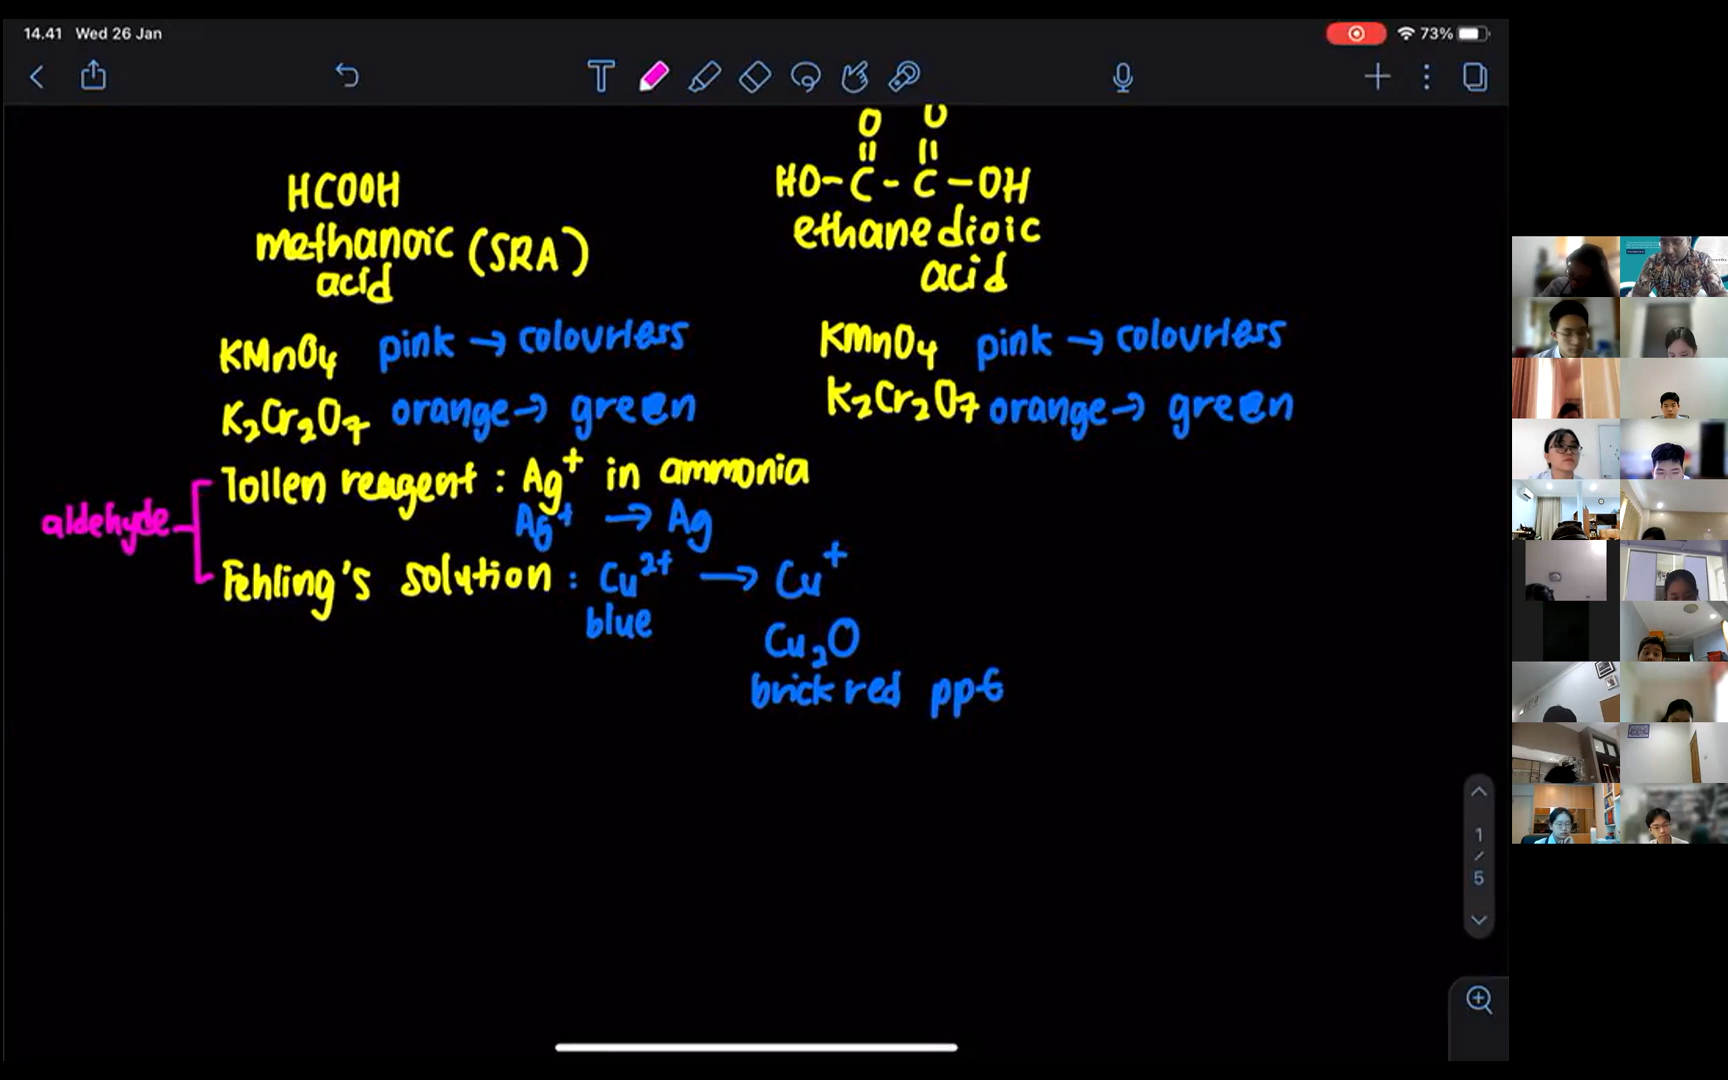 14.41 Wed 26 Jan
73%
O O
HCOOH
HO-C-C-OH
methanoic (SRA)
acid
ethanedioic
acid
KMnO4 pink → colourless
KMnO4 pink → colourless
K2Cr2O7 orange → green
K2Cr2O7 orange → green
Tollen reagent : Ag+ in ammonia
aldehyde
Ag+ → Ag
Fehling's solution : Cu2+ → Cu+
blue
Cu2O
brick red ppt
1
/
5